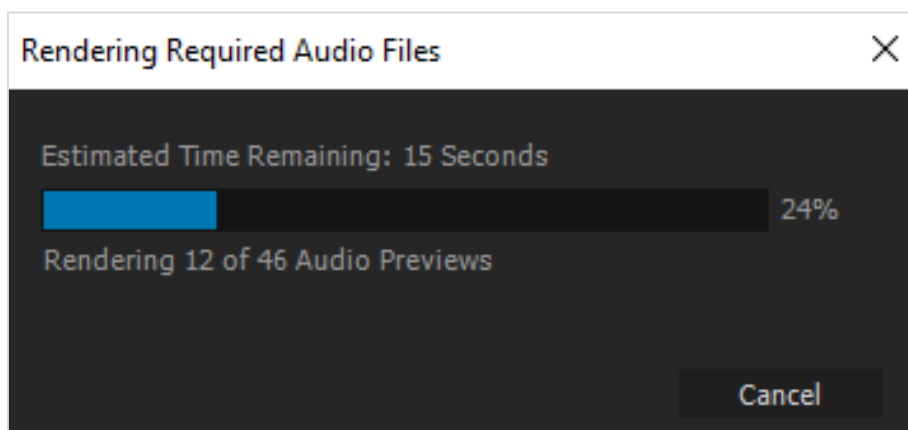 Rendering Required Audio Files
Estimated Time Remaining: 15 Seconds
24%
Rendering 12 of 46 Audio Previews
Cancel